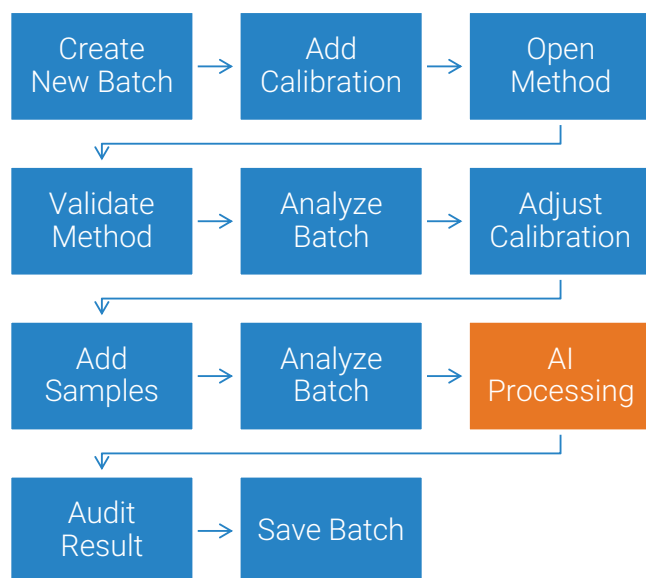 Create
New Batch
Add
Calibration
Open
Method
Validate
Method
Analyze
Batch
Adjust
Calibration
Add
Samples
Analyze
Batch
AI
Processing
Audit
Result
Save Batch